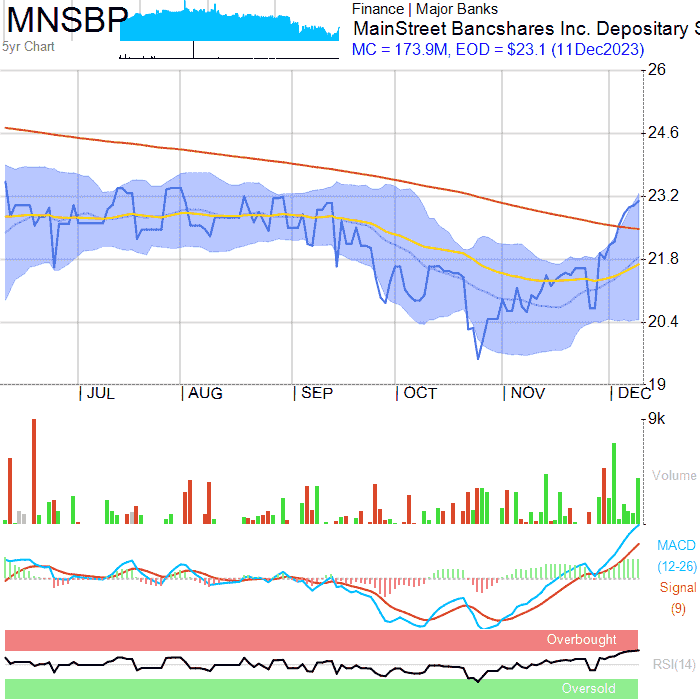 MNSBP
5yr Chart
Finance | Major Banks
MainStreet Bancshares Inc. Depositary S
MC = 173.9M, EOD = $23.1 (11Dec2023)
26
24.6
23.2
21.8
20.4
19
JUL AUG SEP OCT NOV DEC
9k
Volume
MACD
(12-26)
Signal
(9)
Overbought
RSI(14)
Oversold